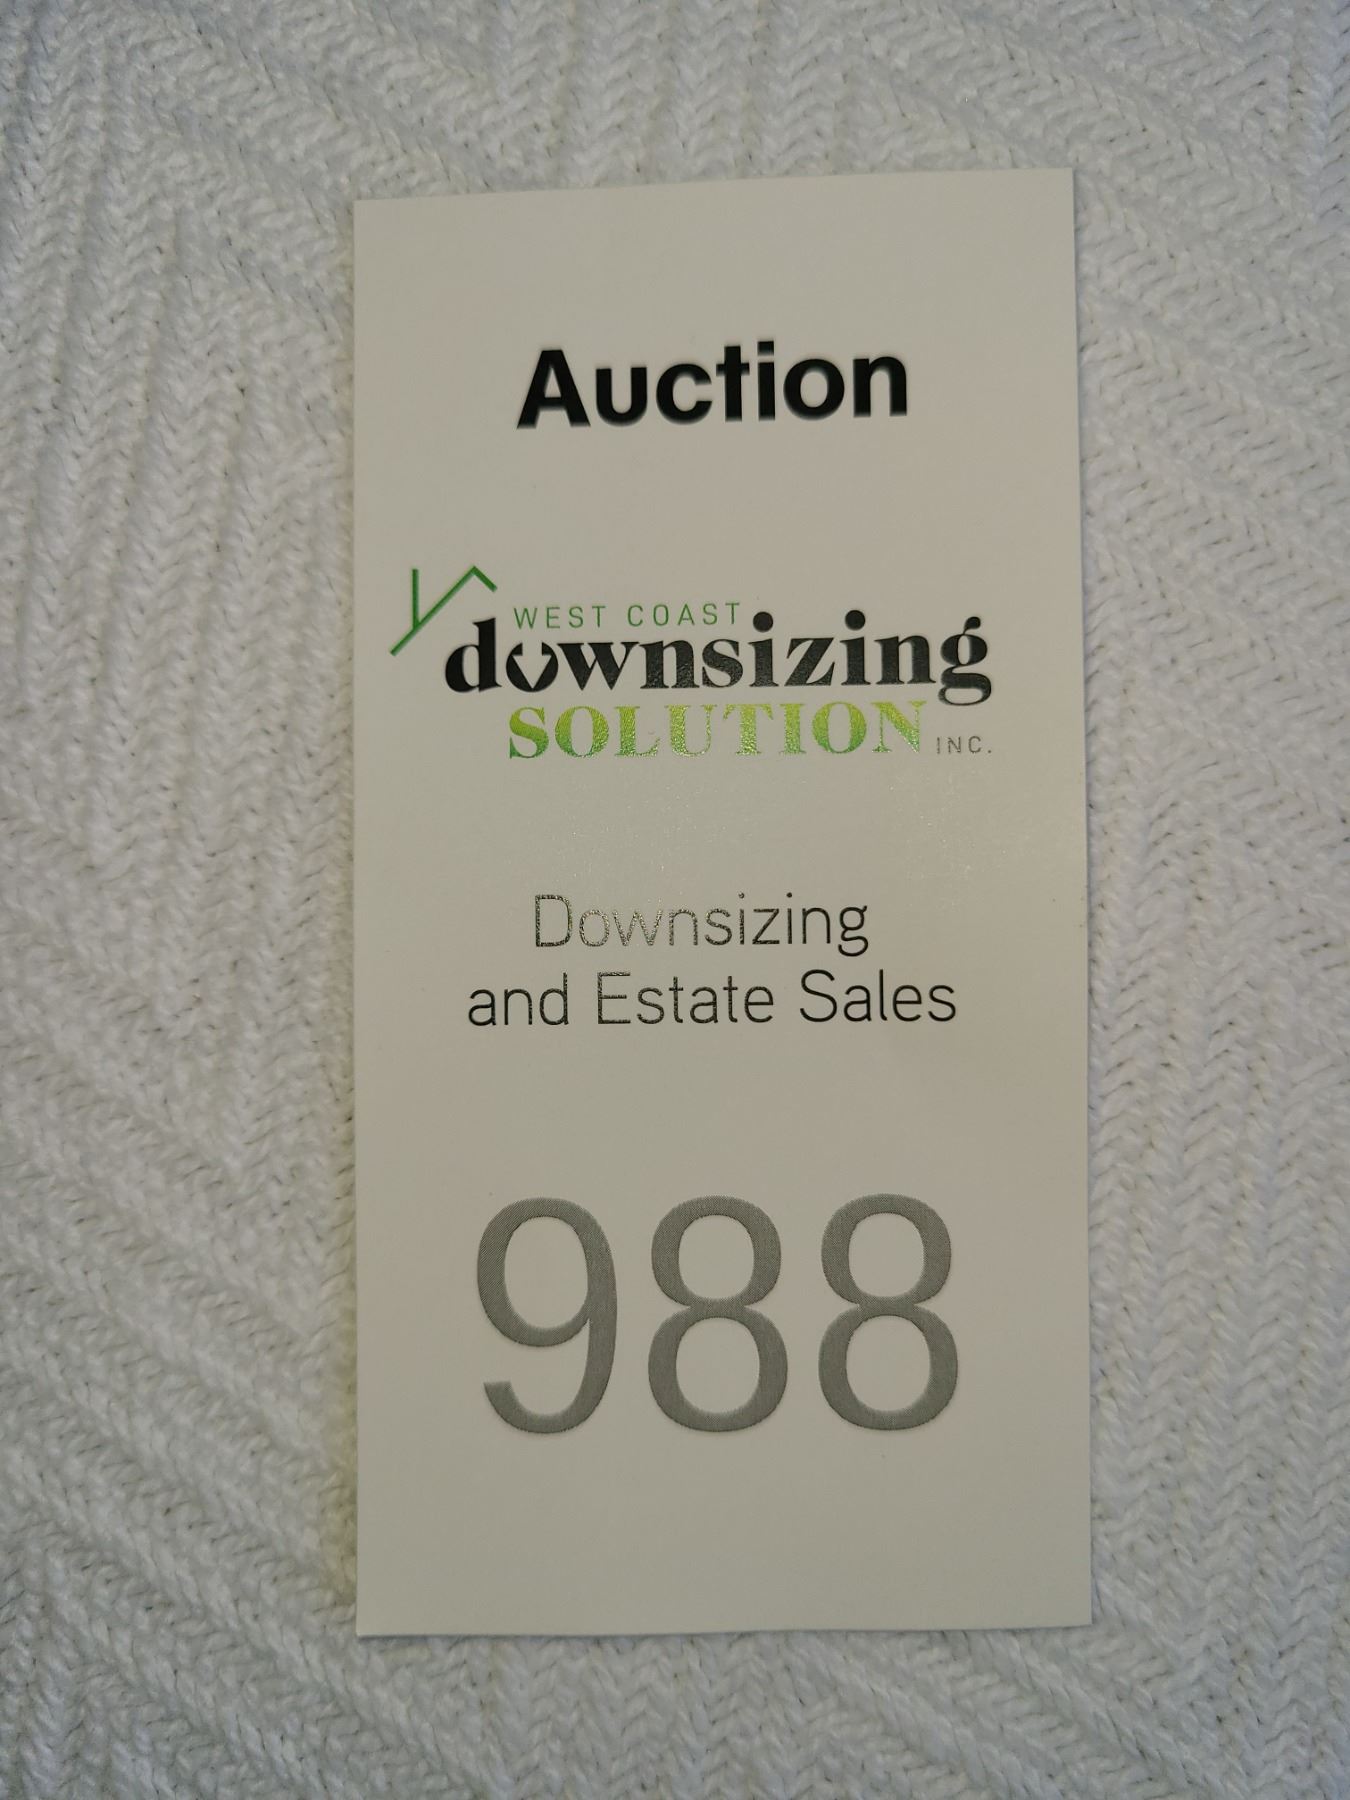 Auction
WEST COAST
downsizing
SOLUTION INC.
Downsizing
and Estate Sales
988